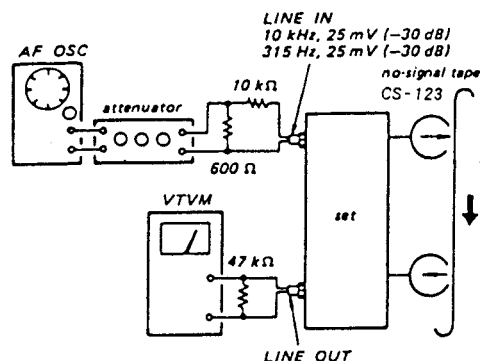 LINE IN
10 kHz, 25 mV (−30 dB)
315 Hz, 25 mV (−30 dB)
AF OSC
attenuator
10 kΩ
600 Ω
no-signal tape
CS-123
set
VTVM
47 kΩ
LINE OUT